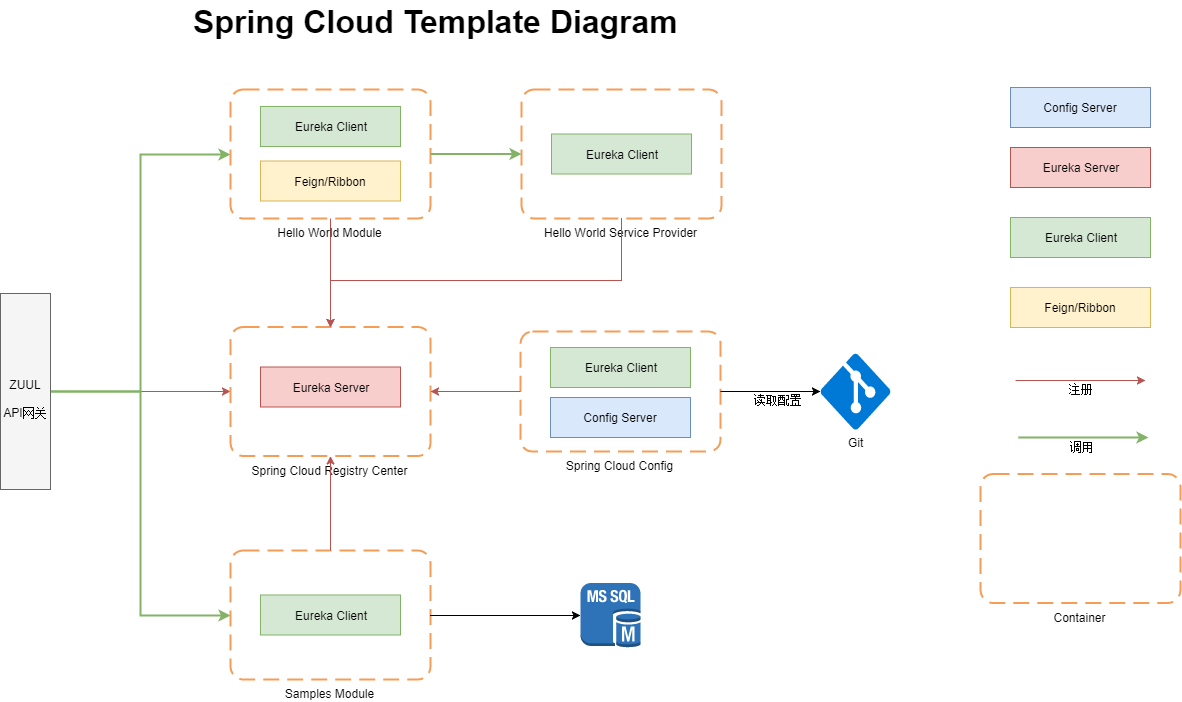 Spring Cloud Template Diagram
Eureka Client
Feign/Ribbon
Hello World Module
Eureka Client
Hello World Service Provider
ZUUL
API网关
Eureka Server
Spring Cloud Registry Center
Eureka Client
Config Server
Spring Cloud Config
读取配置
Git
Eureka Client
Samples Module
MS SQL
M
Config Server
Eureka Server
Eureka Client
Feign/Ribbon
注册
调用
Container